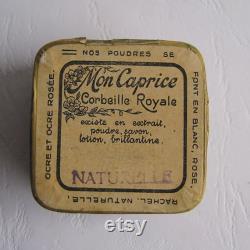 NOS POUDRES SE
FONT EN BLANC, ROSE,
RACHEL, NATURELLE,
OCRE ET OCRE ROSÉE.
Mon Caprice
Corbeille Royale
existe en extrait,
poudre, savon,
lotion, brillantine.
NATURELLE
etsy